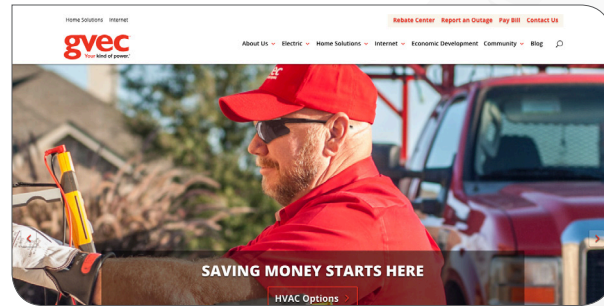 Home Solutions Internet
Rebate Center Report an Outage Pay Bill Contact Us
gvec
Your kind of power.
About Us Electric Home Solutions Internet Economic Development Community Blog
SAVING MONEY STARTS HERE
HVAC Options